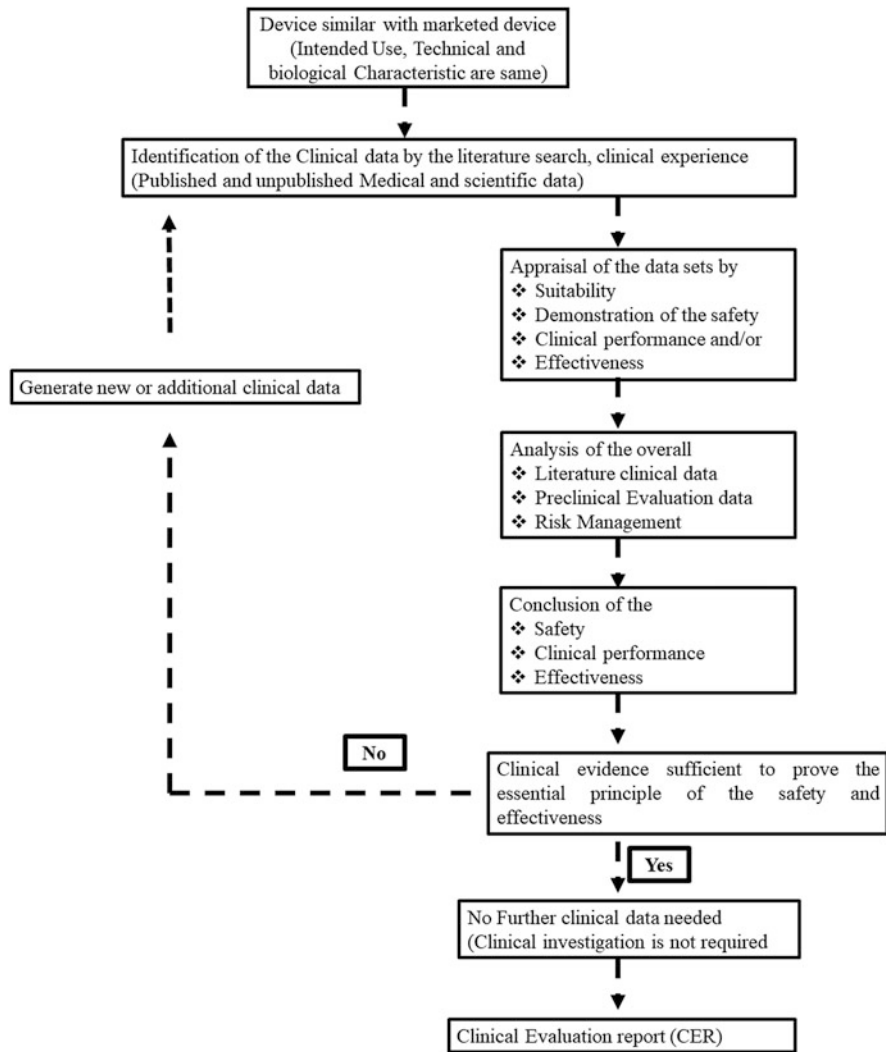 Device similar with marketed device
(Intended Use, Technical and
biological Characteristic are same)
Identification of the Clinical data by the literature search, clinical experience
(Published and unpublished Medical and scientific data)
Appraisal of the data sets by
❖ Suitability
❖ Demonstration of the safety
❖ Clinical performance and/or
❖ Effectiveness
Generate new or additional clinical data
Analysis of the overall
❖ Literature clinical data
❖ Preclinical Evaluation data
❖ Risk Management
Conclusion of the
❖ Safety
❖ Clinical performance
❖ Effectiveness
No
Clinical evidence sufficient to prove the
essential principle of the safety and
effectiveness
Yes
No Further clinical data needed
(Clinical investigation is not required
Clinical Evaluation report (CER)